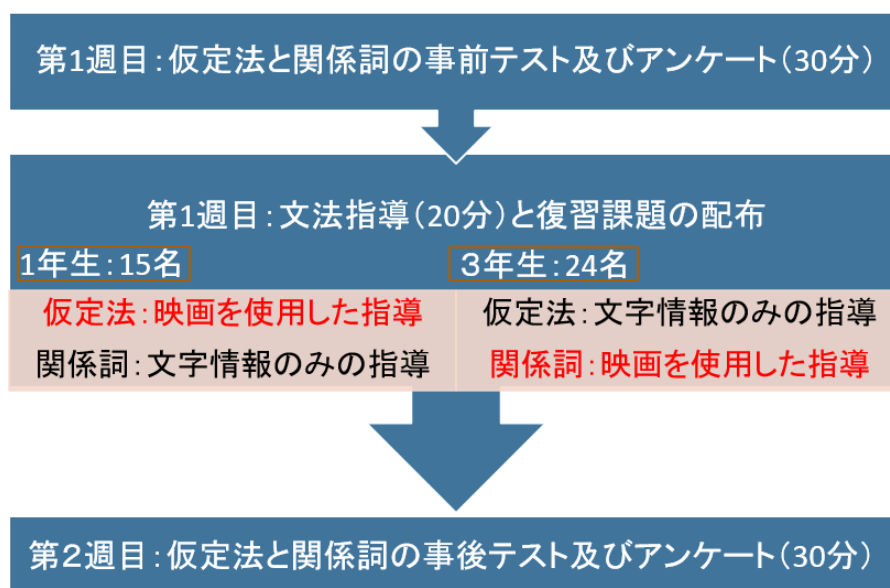 第1週目：仮定法と関係詞の事前テスト及びアンケート（30分）
第1週目：文法指導（20分）と復習課題の配布
1年生：15名
３年生：24名
仮定法：映画を使用した指導
関係詞：文字情報のみの指導
仮定法：文字情報のみの指導
関係詞：映画を使用した指導
第２週目：仮定法と関係詞の事後テスト及びアンケート（30分）